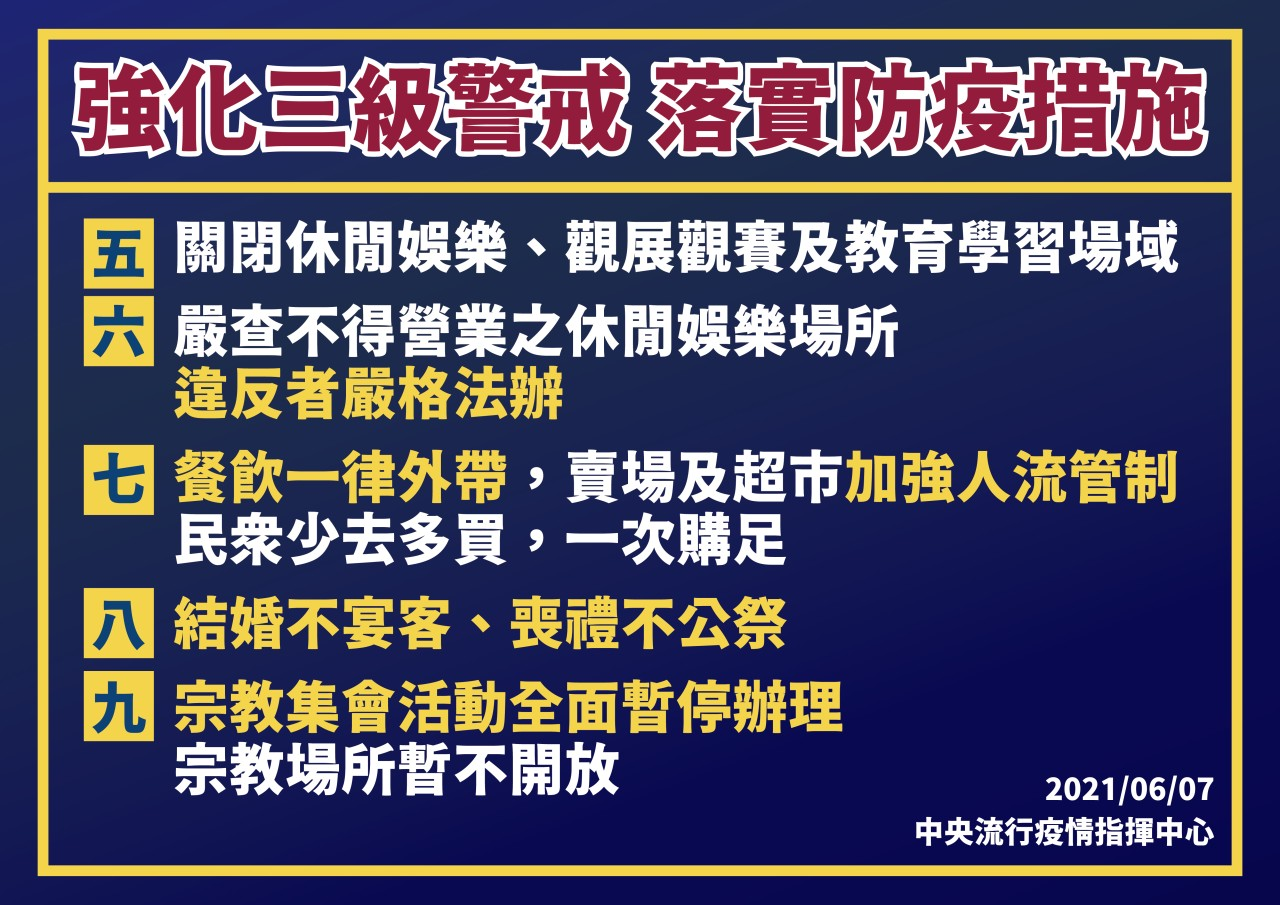 強化三級警戒 落實防疫措施
五 關閉休閒娛樂、觀展觀賽及教育學習場域
六 嚴查不得營業之休閒娛樂場所
違反者嚴格法辦
七 餐飲一律外帶，賣場及超市加強人流管制
民眾少去多買，一次購足
八 結婚不宴客、喪禮不公祭
九 宗教集會活動全面暫停辦理
宗教場所暫不開放
2021/06/07
中央流行疫情指揮中心